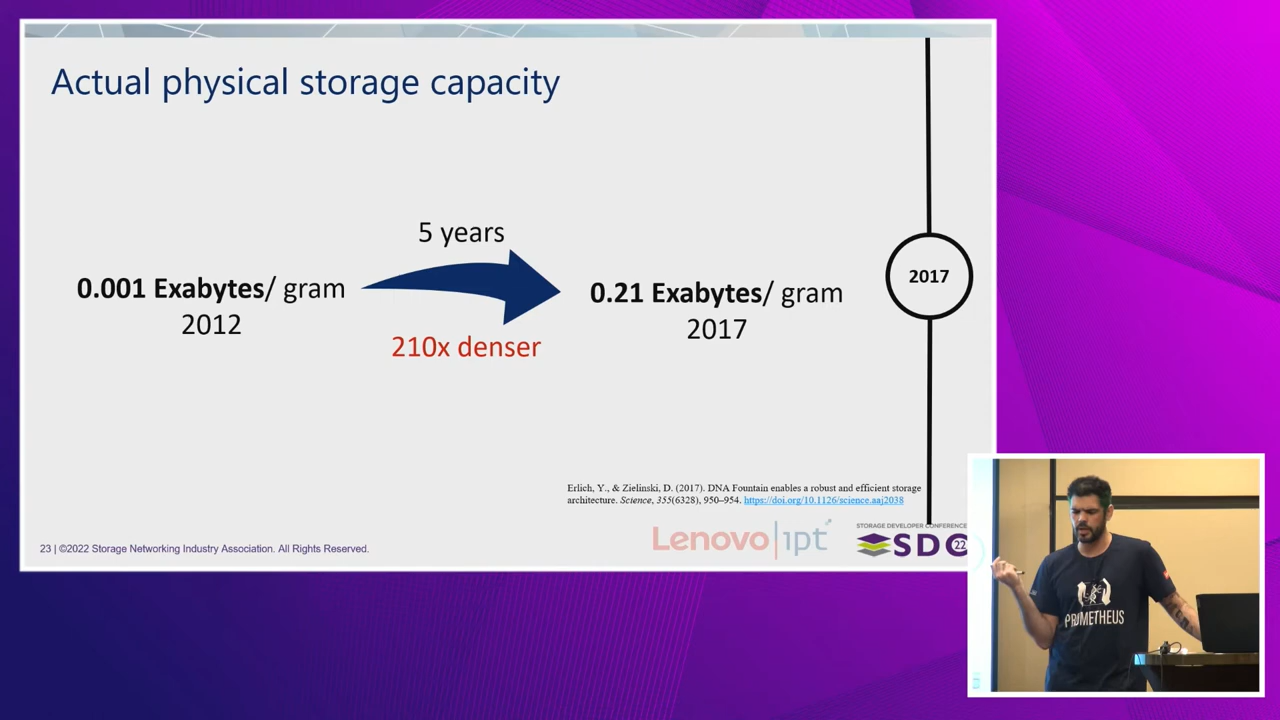 Actual physical storage capacity
5 years
0.001 Exabytes/ gram
2012
210x denser
0.21 Exabytes/ gram
2017
2017
Erlich, Y., & Zielinski, D. (2017). DNA Fountain enables a robust and efficient storage
architecture. Science, 355(6328), 950–954. https://doi.org/10.1126/science.aaj2038
23 | ©2022 Storage Networking Industry Association. All Rights Reserved.
Lenovo ipt
STORAGE DEVELOPER CONFERENCE
SDC 22
PROMETHEUS